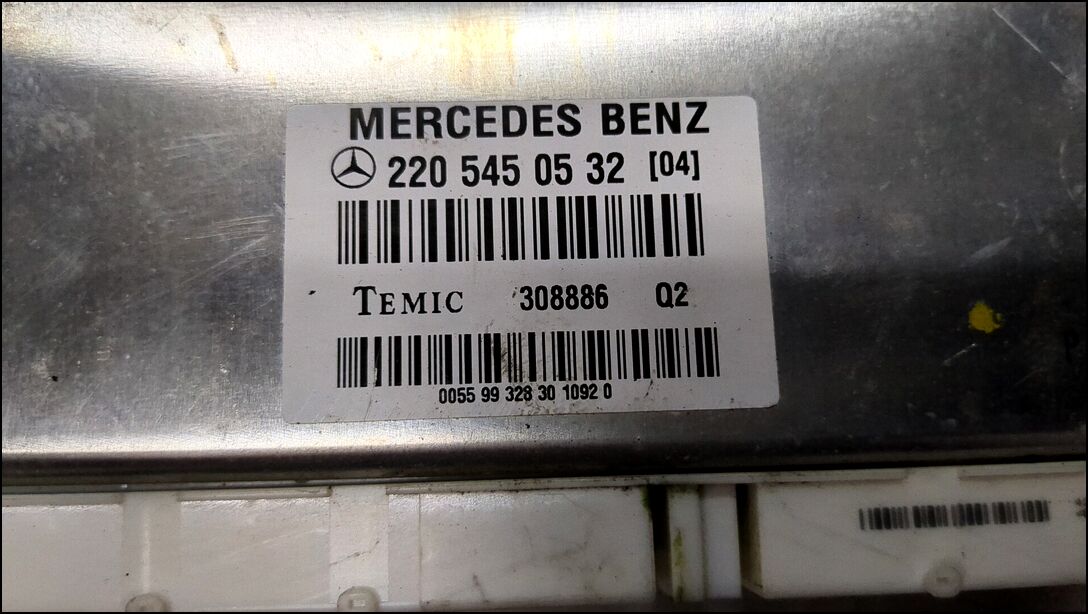 MERCEDES BENZ
220 545 05 32 [04]
TEMIC 308886 Q2
0055 99 328 30 1092 0